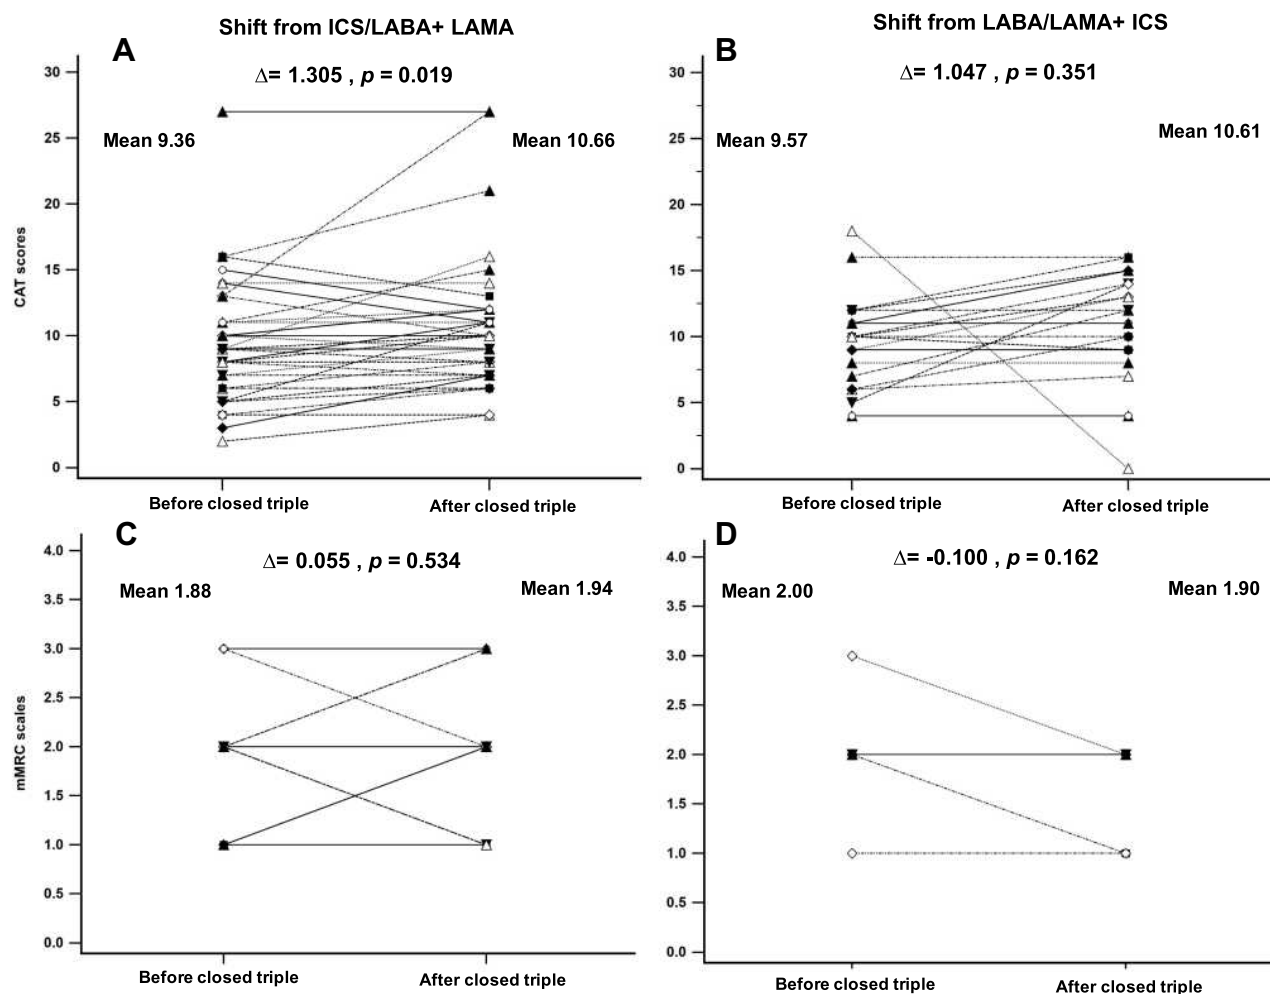 Shift from ICS/LABA+ LAMA
Shift from LABA/LAMA+ ICS
A
Δ= 1.305 , p = 0.019
Mean 9.36
Mean 10.66
CAT scores
30
25
20
15
10
5
0
Before closed triple
After closed triple
B
Δ= 1.047 , p = 0.351
Mean 9.57
Mean 10.61
30
25
20
15
10
5
0
Before closed triple
After closed triple
C
Δ= 0.055 , p = 0.534
Mean 1.88
Mean 1.94
mMRC scales
4.0
3.5
3.0
2.5
2.0
1.5
1.0
0.5
0.0
Before closed triple
After closed triple
D
Δ= -0.100 , p = 0.162
Mean 2.00
Mean 1.90
4.0
3.5
3.0
2.5
2.0
1.5
1.0
0.5
0.0
Before closed triple
After closed triple